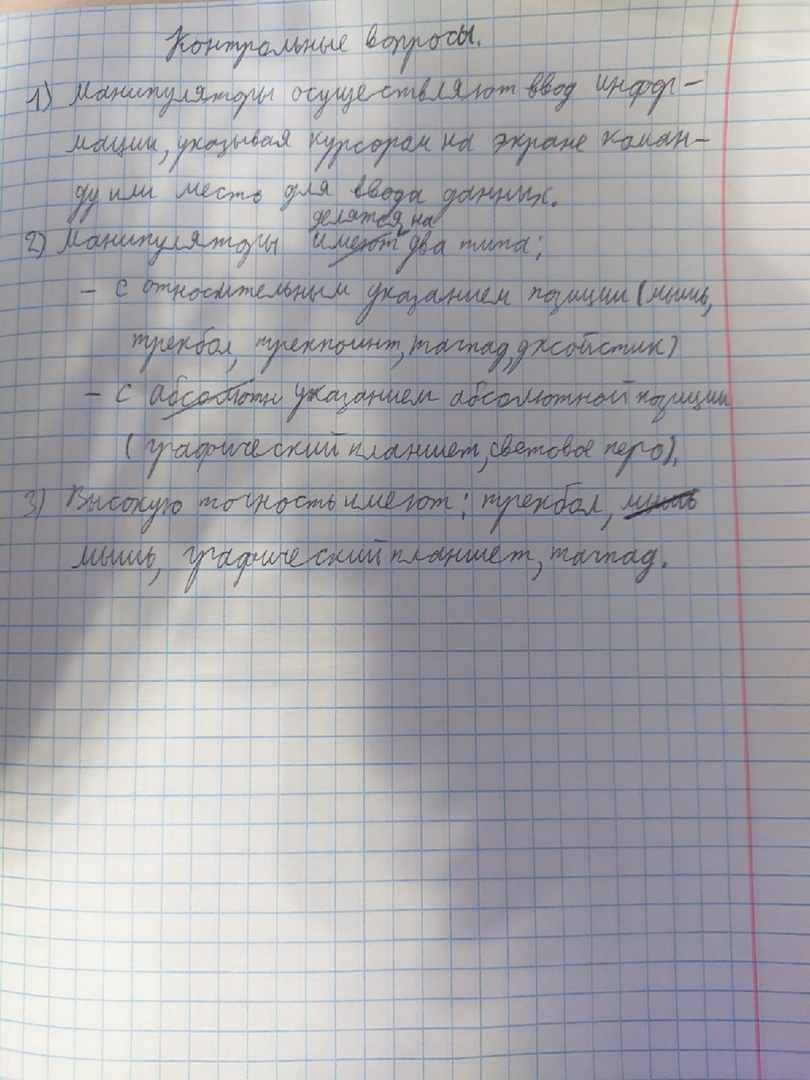 Контрольные вопросы.
1) Манипуляторы осуществляют ввод инфор-
мации, указывая курсором на экране коман-
ду или место для ввода данных.
делятся на
2) Манипуляторы имеют два типа:
- с относительным указанием позиции (мышь,
трекбол, трекпоинт, тачпад, джойстик)
- с абсолютн указанием абсолютной позиции
(графический планшет, световое перо).
3) Высокую точность имеют: трекбол, мышь
мышь, графический планшет, тачпад.